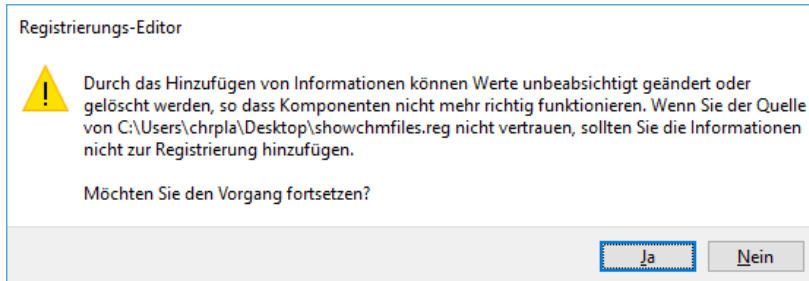 Registrierungs-Editor
Durch das Hinzufügen von Informationen können Werte unbeabsichtigt geändert oder
gelöscht werden, so dass Komponenten nicht mehr richtig funktionieren. Wenn Sie der Quelle
von C:\Users\chrpla\Desktop\showchmfiles.reg nicht vertrauen, sollten Sie die Informationen
nicht zur Registrierung hinzufügen.
Möchten Sie den Vorgang fortsetzen?
Ja Nein